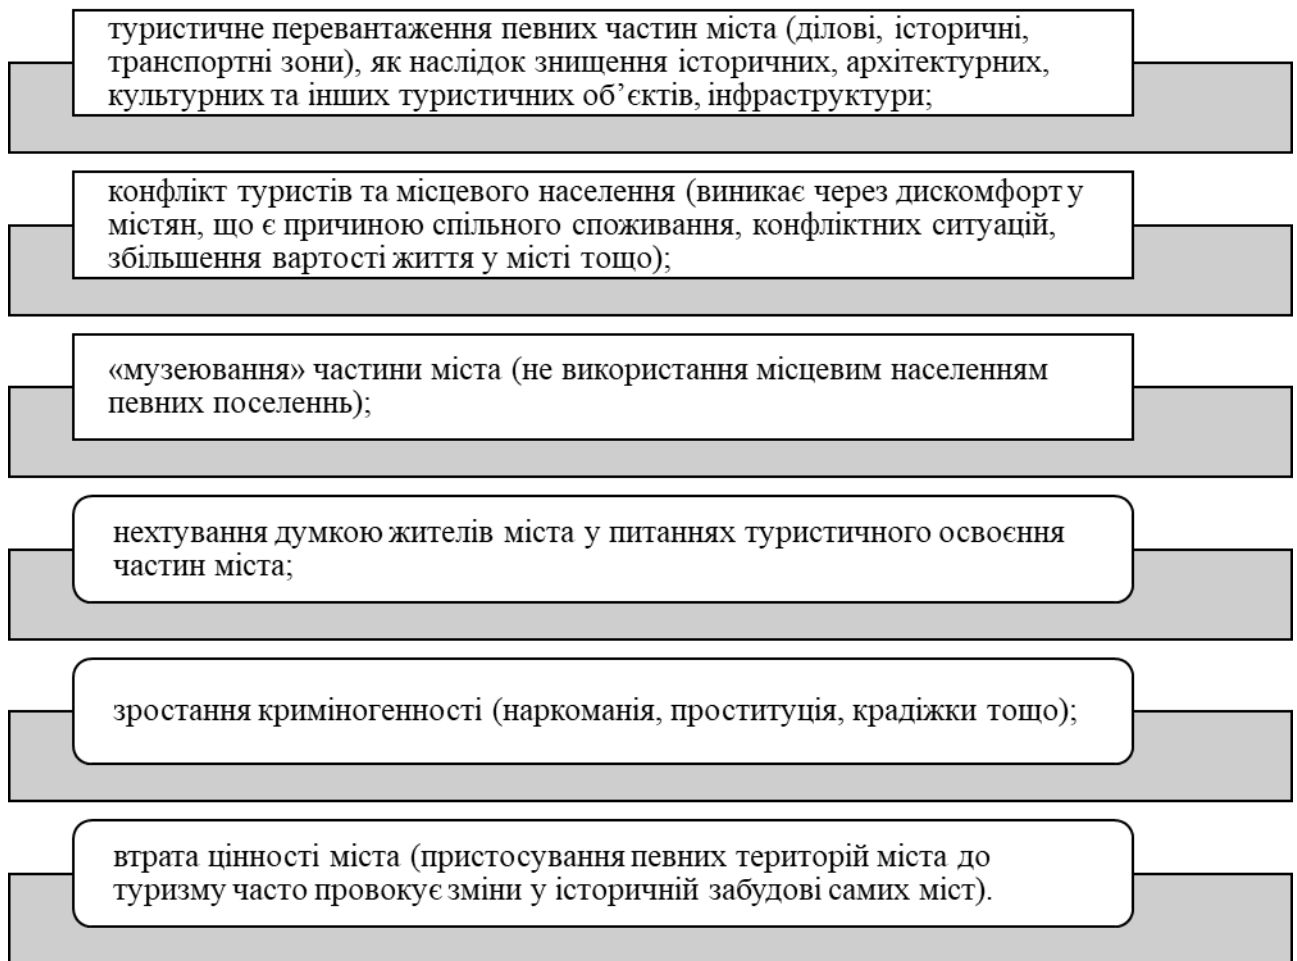 туристичне перевантаження певних частин міста (ділові, історичні,
транспортні зони), як наслідок знищення історичних, архітектурних,
культурних та інших туристичних об’єктів, інфраструктури;
конфлікт туристів та місцевого населення (виникає через дискомфорт у
містян, що є причиною спільного споживання, конфліктних ситуацій,
збільшення вартості життя у місті тощо);
«музеювання» частини міста (не використання місцевим населенням
певних поселеннь);
нехтування думкою жителів міста у питаннях туристичного освоєння
частин міста;
зростання криміногенності (наркоманія, проституція, крадіжки тощо);
втрата цінності міста (пристосування певних територій міста до
туризму часто провокує зміни у історичній забудові самих міст).